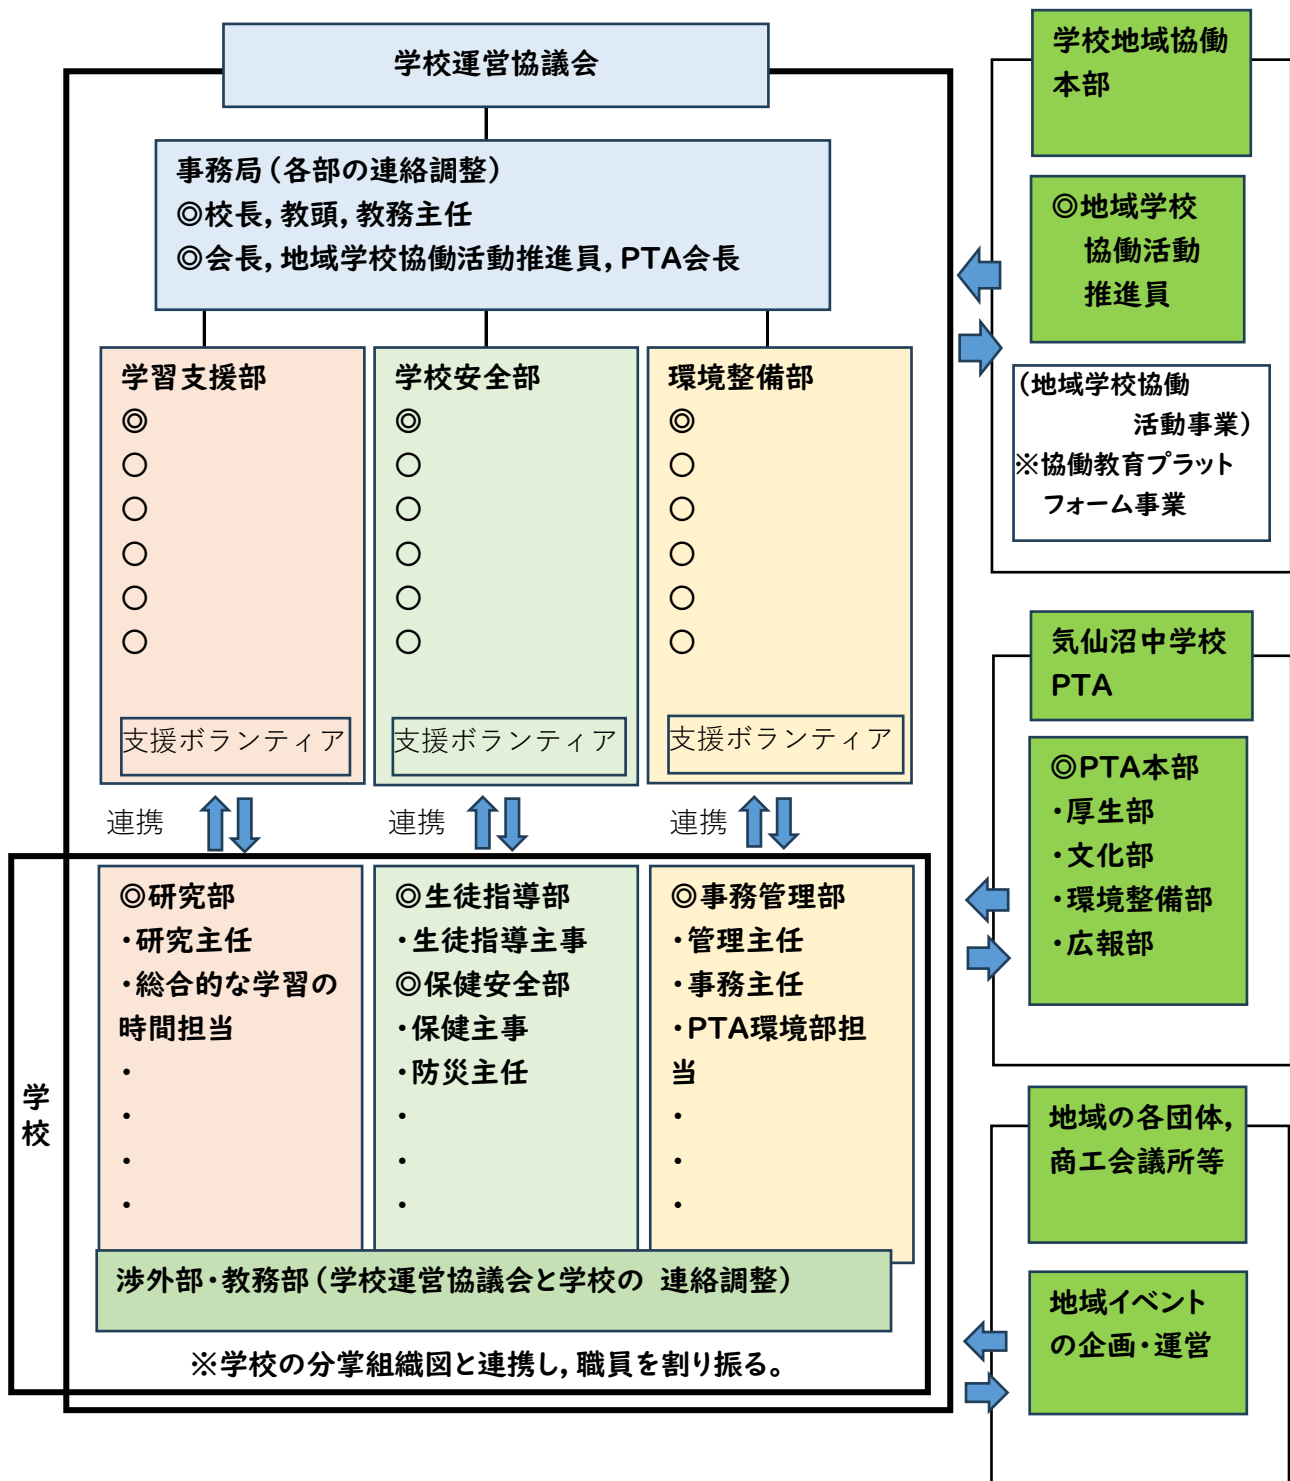 学校運営協議会
事務局（各部の連絡調整）
◎校長，教頭，教務主任
◎会長，地域学校協働活動推進員，PTA会長
学習支援部
◎
○
○
○
○
○
支援ボランティア
学校安全部
◎
○
○
○
○
○
支援ボランティア
環境整備部
◎
○
○
○
○
○
支援ボランティア
連携
連携
連携
学校
◎研究部
・研究主任
・総合的な学習の
時間担当
・
・
・
・
◎生徒指導部
・生徒指導主事
◎保健安全部
・保健主事
・防災主任
・
・
・
◎事務管理部
・管理主任
・事務主任
・PTA環境部担
当
・
・
・
渉外部・教務部（学校運営協議会と学校の 連絡調整）
※学校の分掌組織図と連携し，職員を割り振る。
学校地域協働
本部
◎地域学校
協働活動
推進員
（地域学校協働
活動事業）
※協働教育プラット
フォーム事業
気仙沼中学校
PTA
◎PTA本部
・厚生部
・文化部
・環境整備部
・広報部
地域の各団体，
商工会議所等
地域イベント
の企画・運営